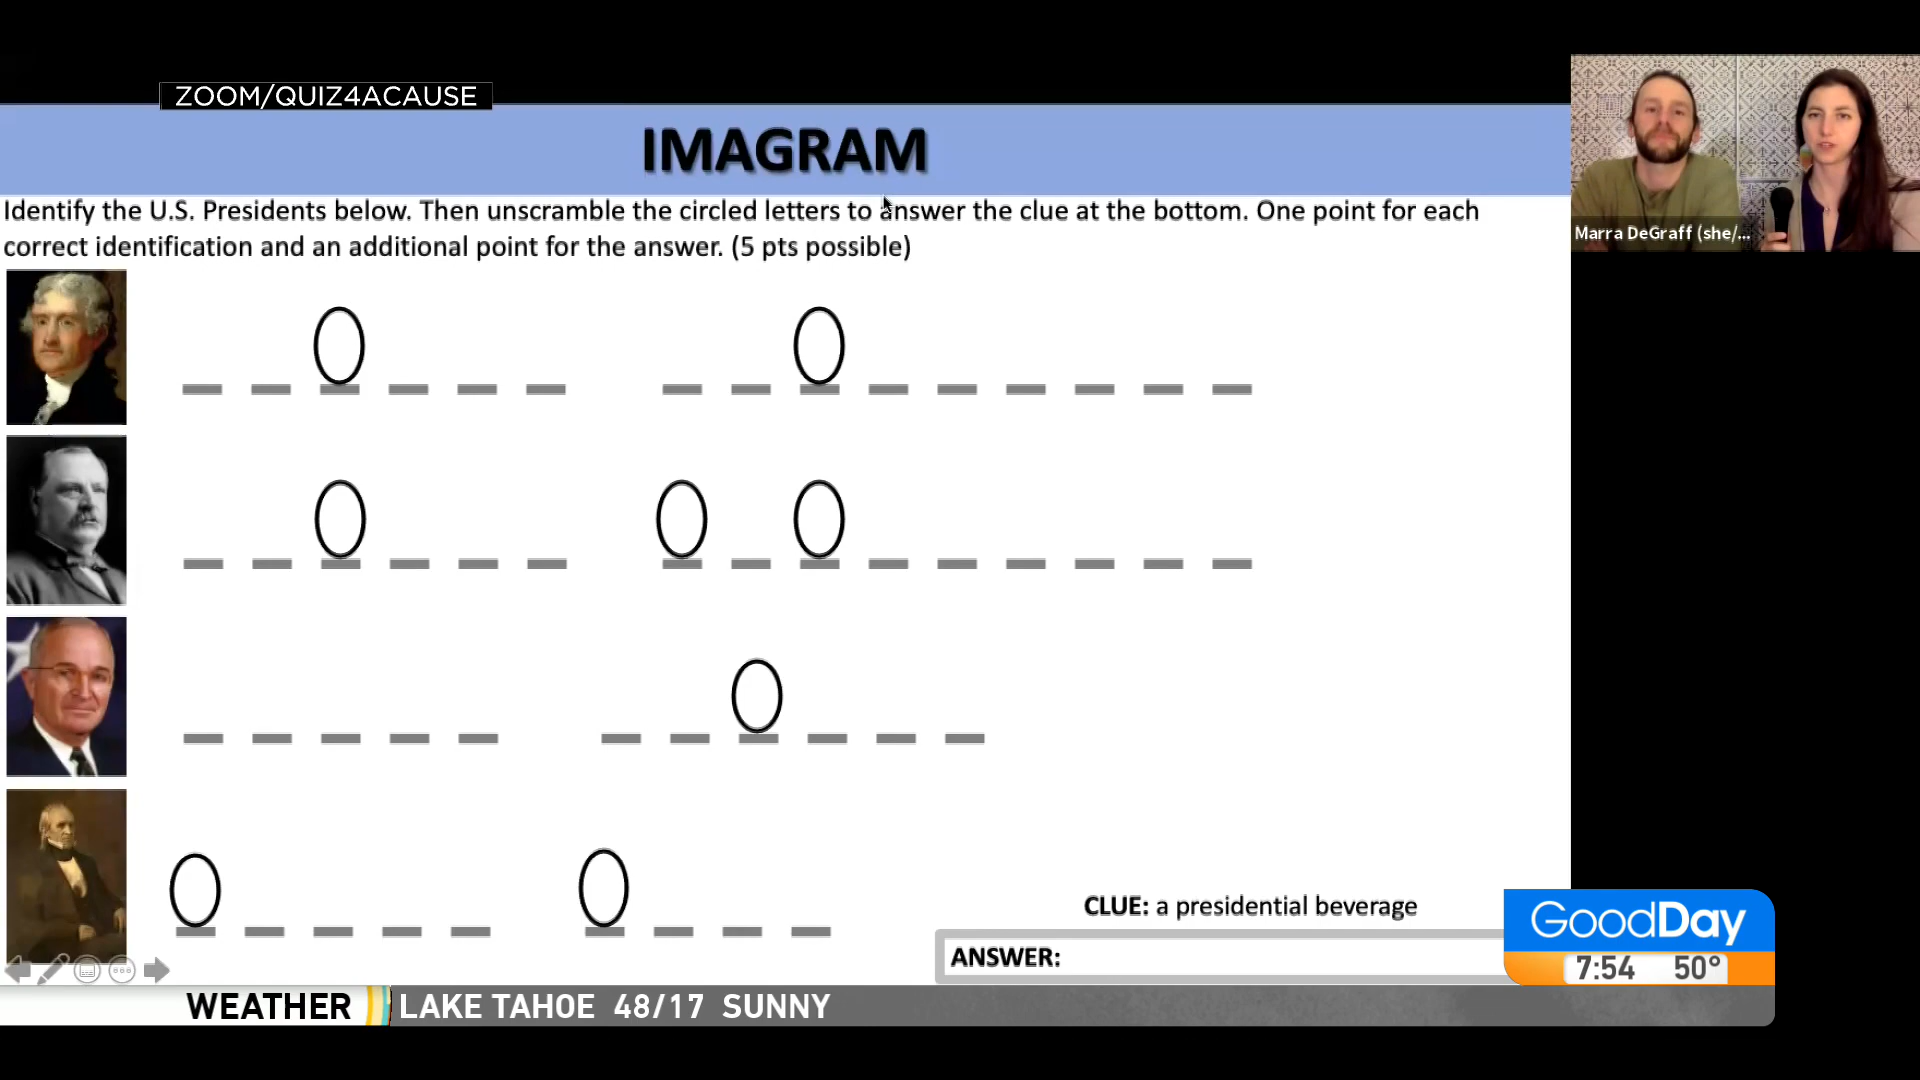 ZOOM/QUIZ4ACAUSE
IMAGRAM
Identify the U.S. Presidents below. Then unscramble the circled letters to answer the clue at the bottom. One point for each
correct identification and an additional point for the answer. (5 pts possible)
Marra DeGraff (she/...
CLUE: a presidential beverage
ANSWER:
GoodDay
7:54 50°
WEATHER LAKE TAHOE 48/17 SUNNY